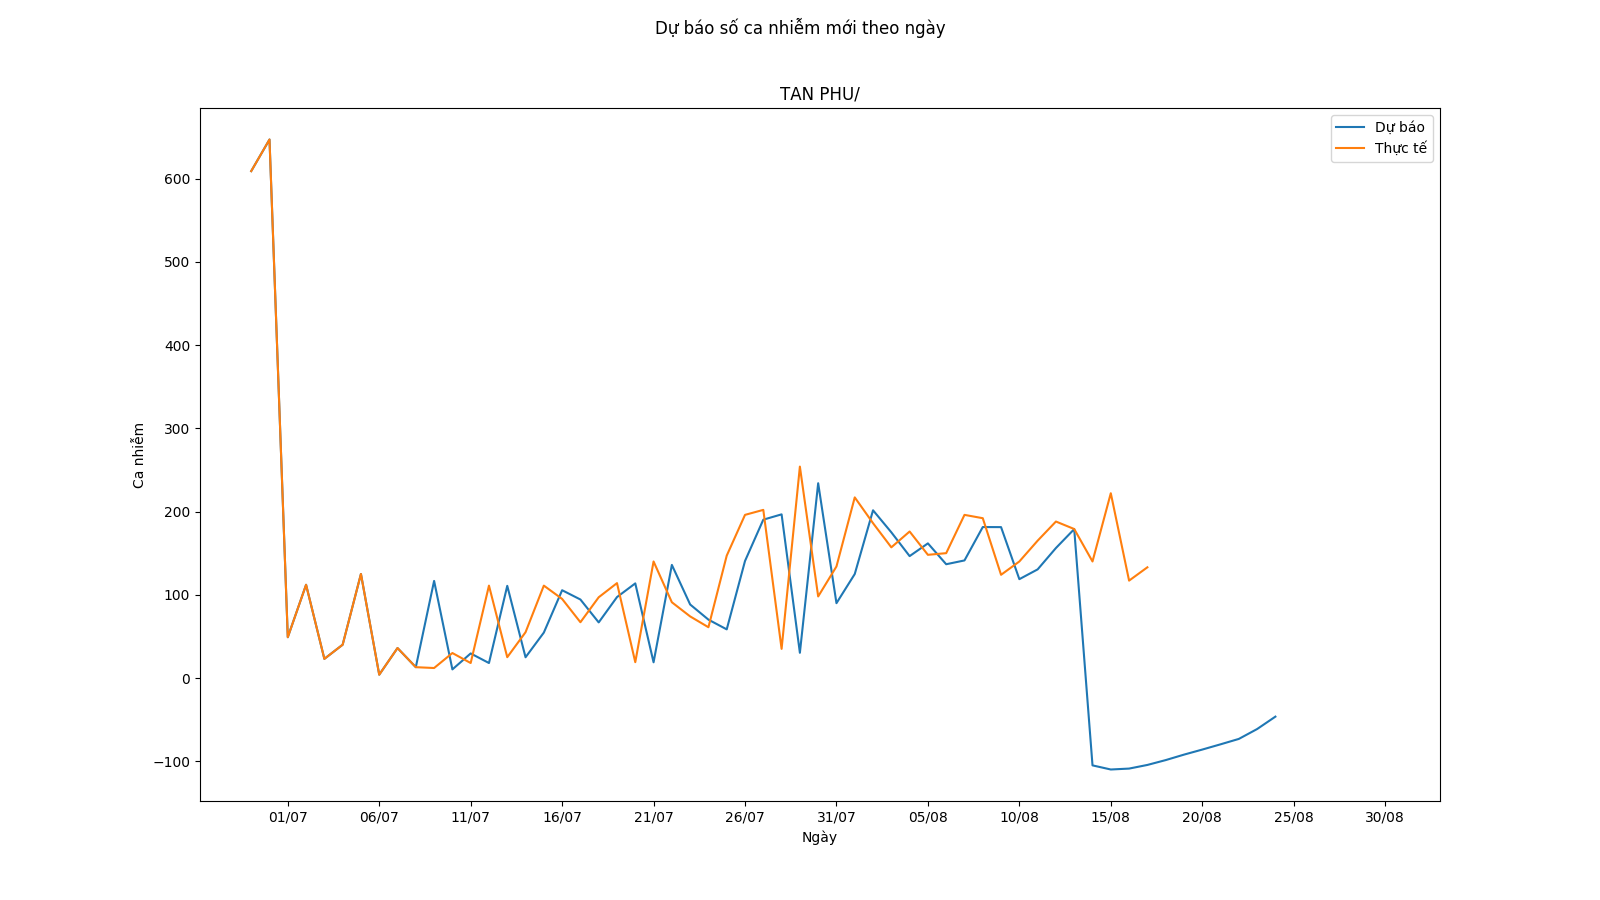 Dự báo số ca nhiễm mới theo ngày
TAN PHU/
Dự báo
Thực tế
600
500
400
300
200
100
0
−100
Ca nhiễm
01/07 06/07 11/07 16/07 21/07 26/07 31/07 05/08 10/08 15/08 20/08 25/08 30/08
Ngày